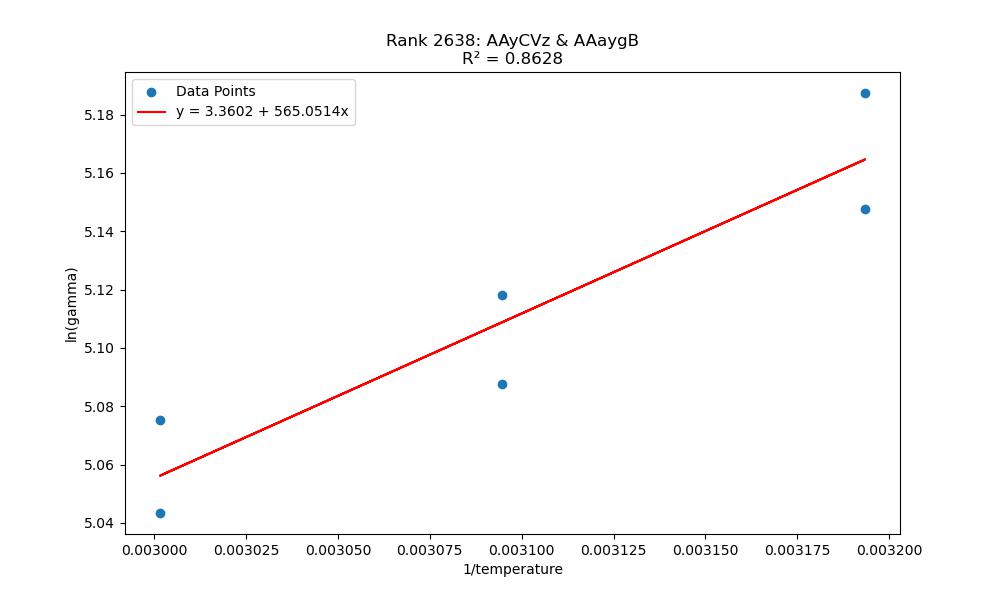 Rank 2638: AAyCVz & AAaygB
R² = 0.8628
Data Points
y = 3.3602 + 565.0514x
5.18
5.16
5.14
5.12
5.10
5.08
5.06
5.04
ln(gamma)
0.003000 0.003025 0.003050 0.003075 0.003100 0.003125 0.003150 0.003175 0.003200
1/temperature